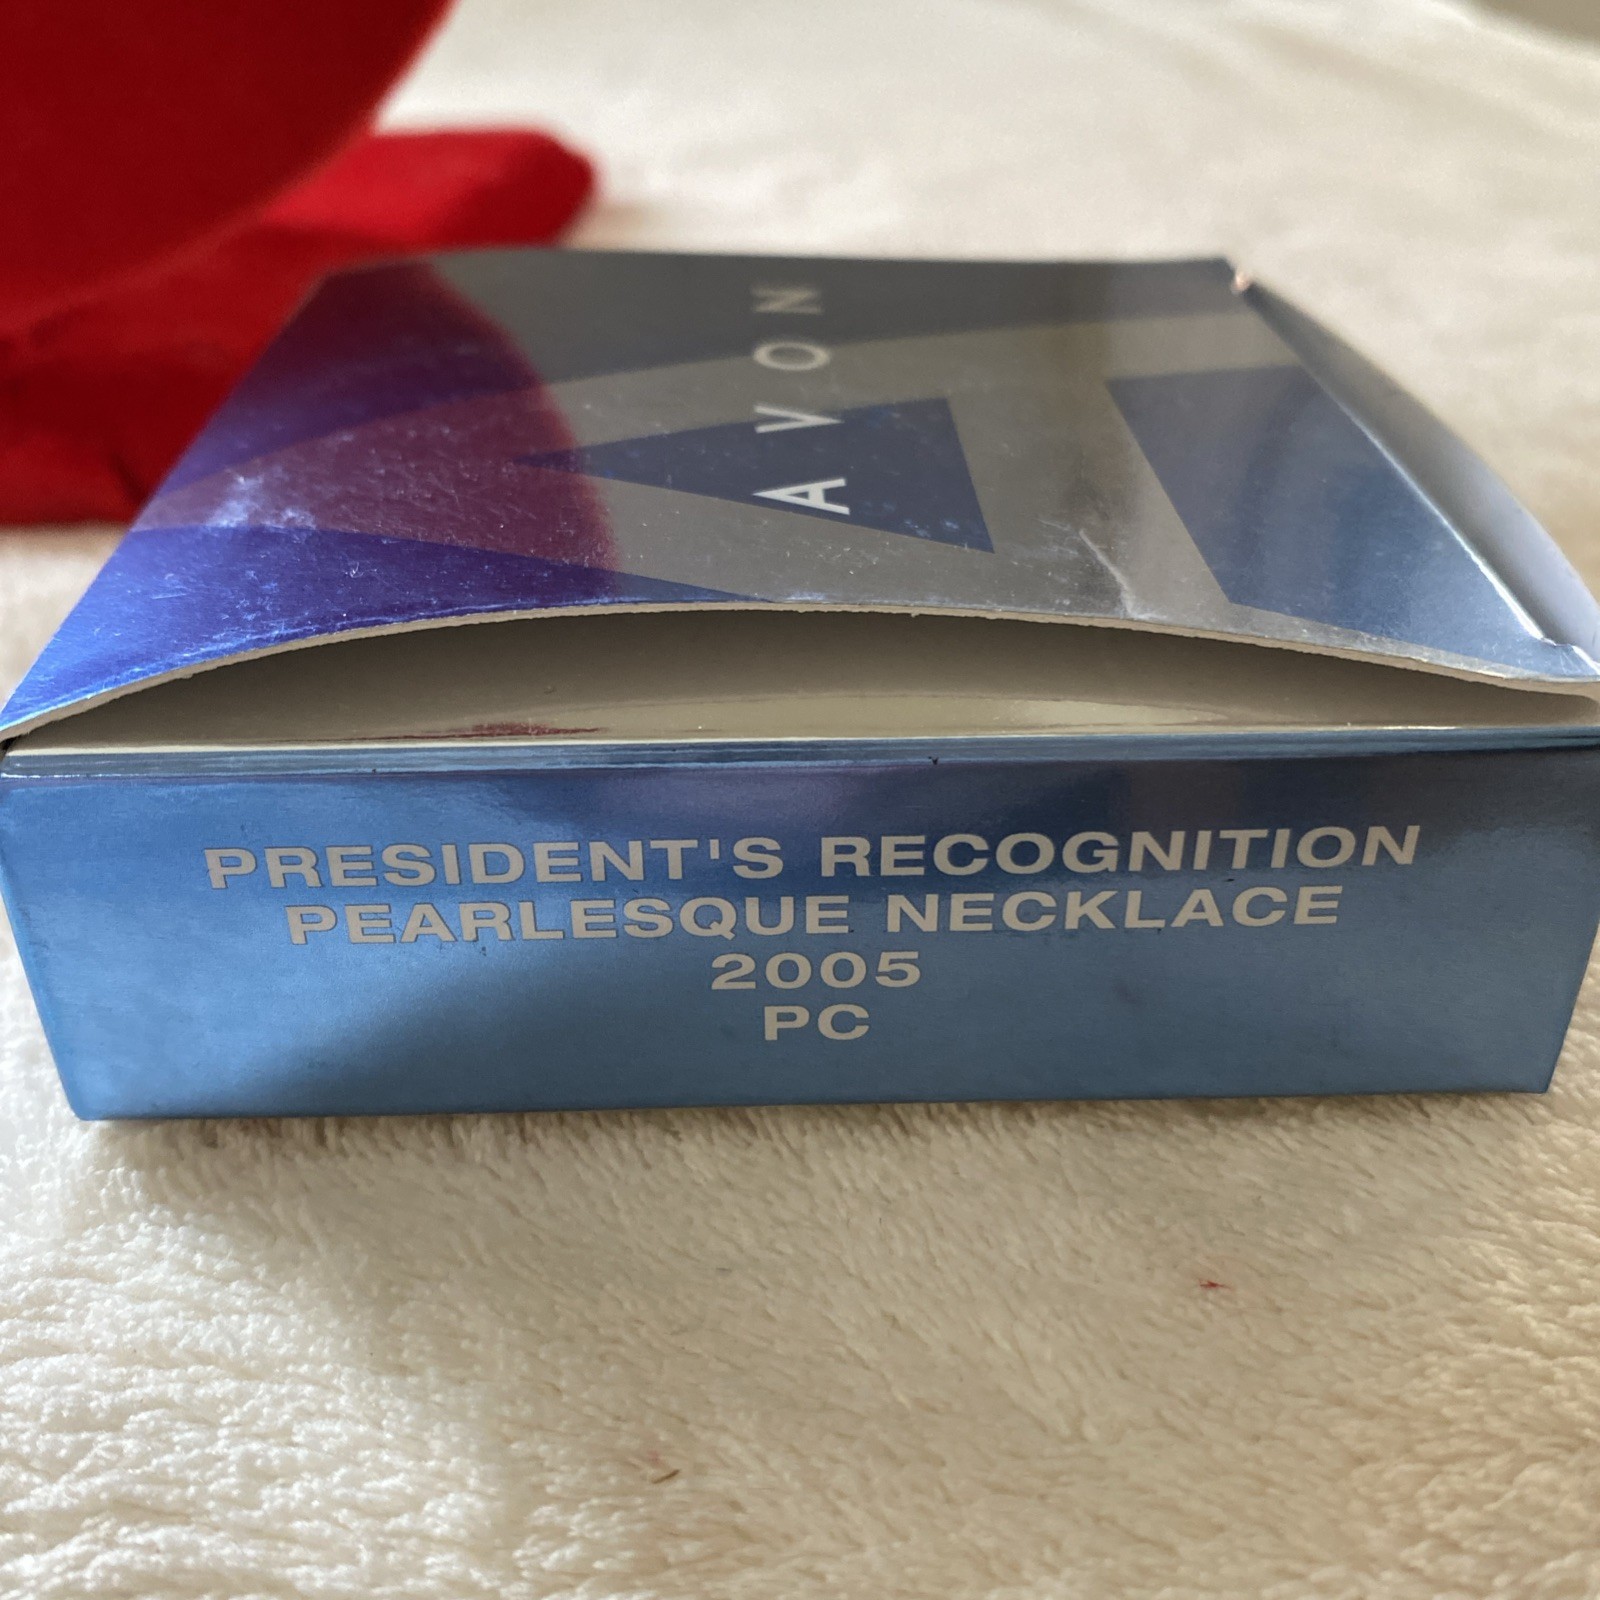 AVON
PRESIDENT'S RECOGNITION
PEARLESQUE NECKLACE
2005
PC